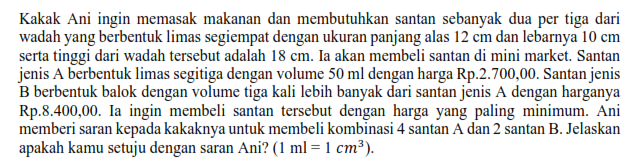 Kakak Ani ingin memasak makanan dan membutuhkan santan sebanyak dua per tiga dari
wadah yang berbentuk limas segiempat dengan ukuran panjang alas 12 cm dan lebarnya 10 cm
serta tinggi dari wadah tersebut adalah 18 cm. Ia akan membeli santan di mini market. Santan
jenis A berbentuk limas segitiga dengan volume 50 ml dengan harga Rp.2.700,00. Santan jenis
B berbentuk balok dengan volume tiga kali lebih banyak dari santan jenis A dengan harganya
Rp.8.400,00. Ia ingin membeli santan tersebut dengan harga yang paling minimum. Ani
memberi saran kepada kakaknya untuk membeli kombinasi 4 santan A dan 2 santan B. Jelaskan
apakah kamu setuju dengan saran Ani? (1 ml = 1 cm³).